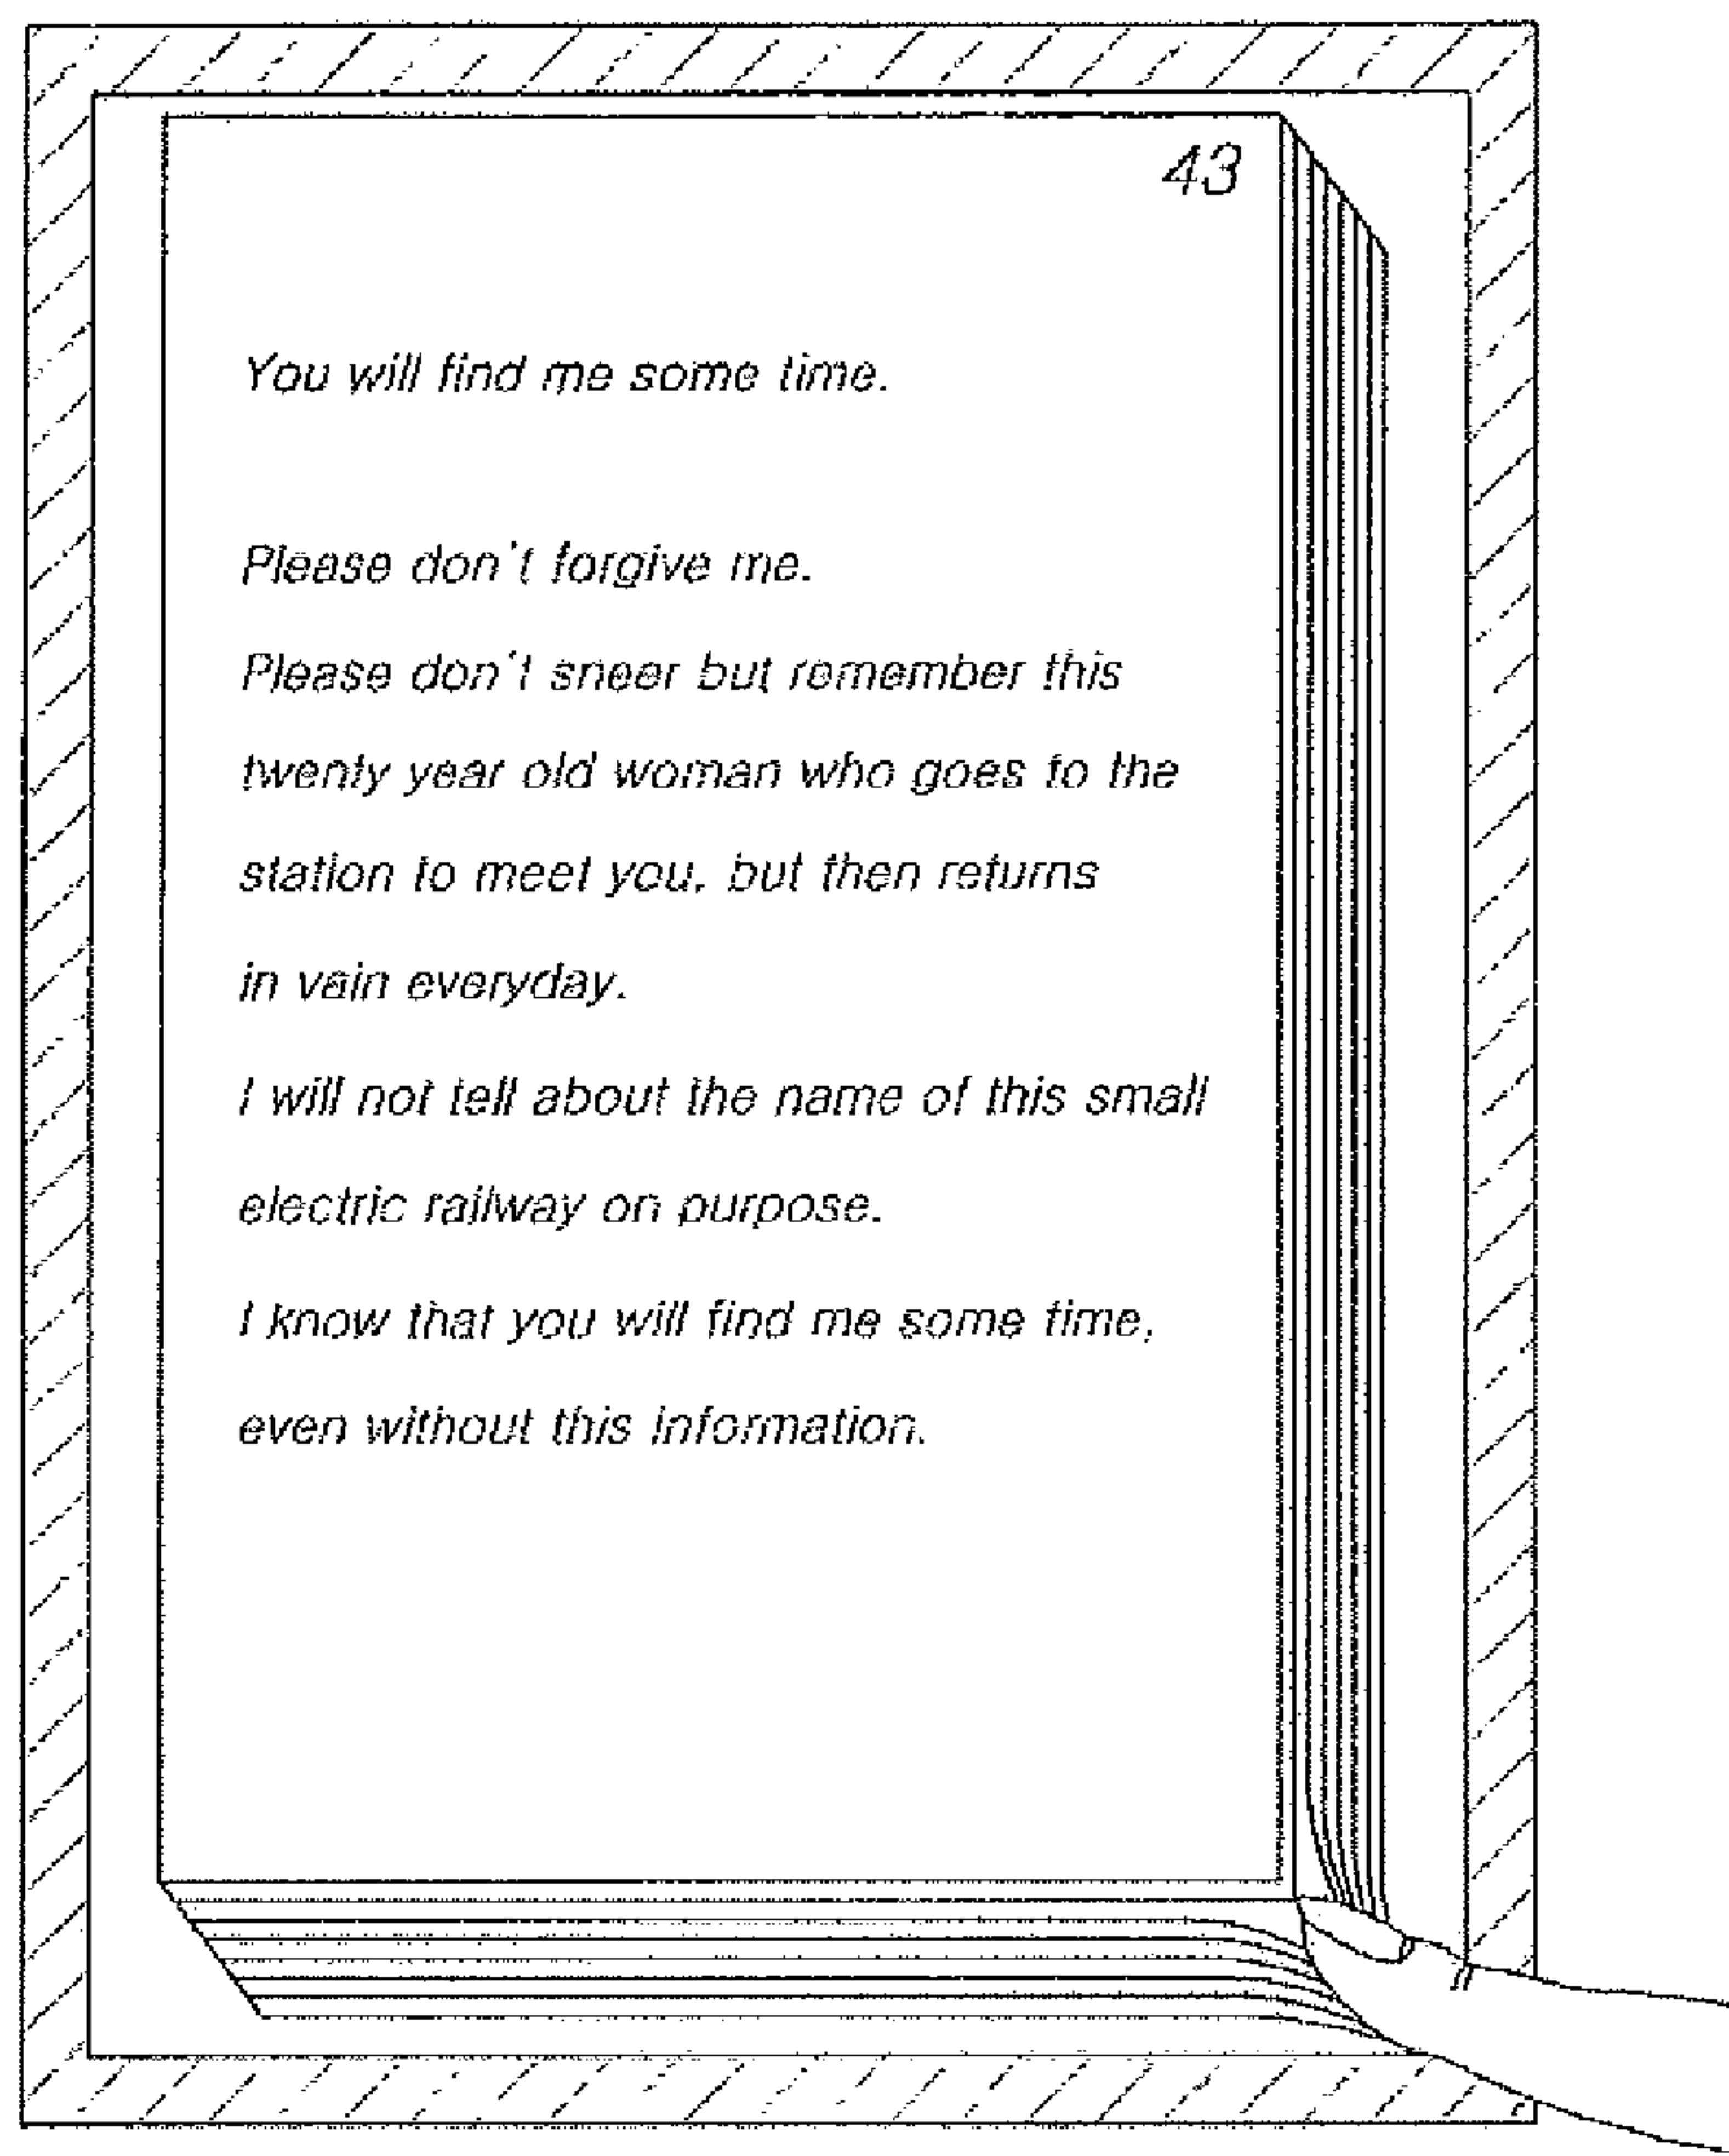 43
You will find me some time.
Please don't forgive me.
Please don't sneer but remember this
twenty year old woman who goes to the
station to meet you, but then returns
in vain everyday.
I will not tell about the name of this small
electric railway on purpose.
I know that you will find me some time,
even without this information.